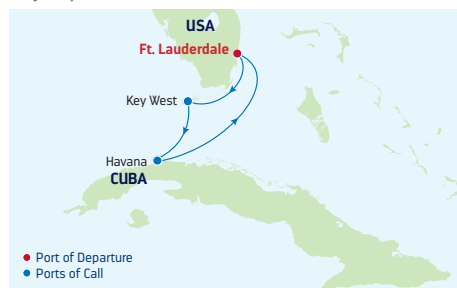 USA
Ft. Lauderdale
Key West
Havana
CUBA
Port of Departure
Ports of Call